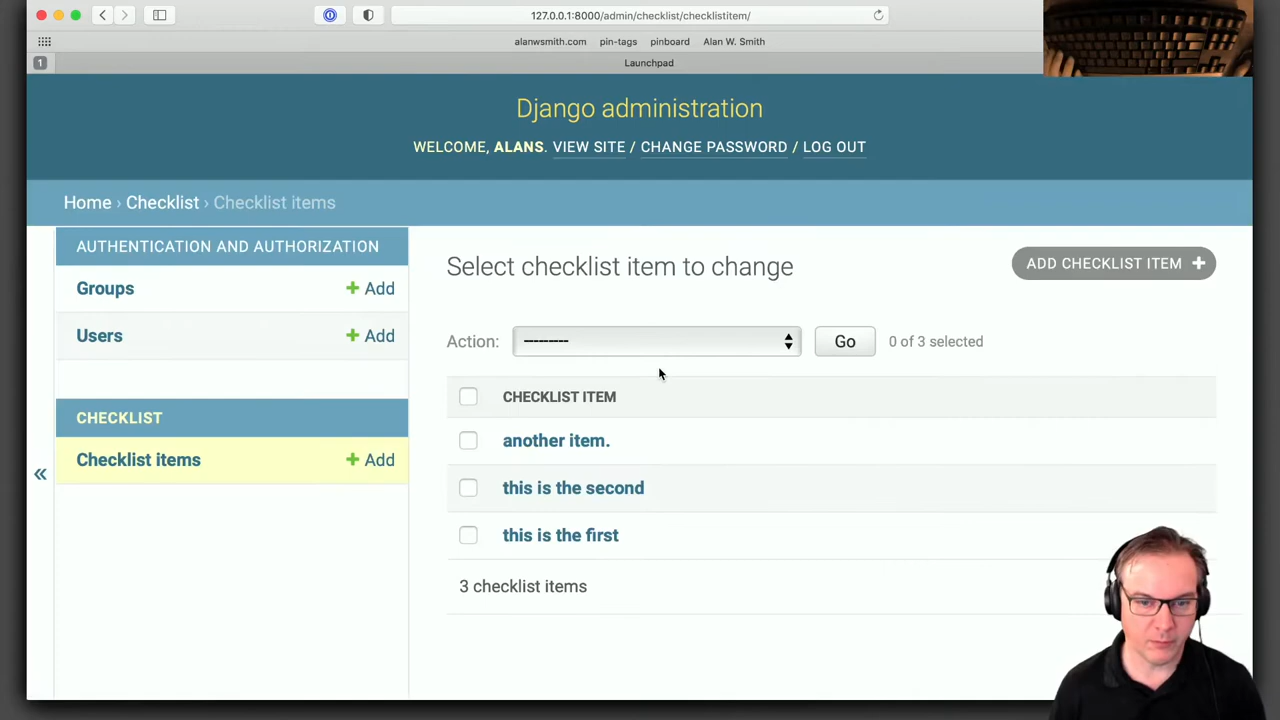 127.0.0.1:8000/admin/checklist/checklistitem/
alanwsmith.com pin-tags pinboard Alan W. Smith
1 Launchpad
Django administration
WELCOME, ALANS. VIEW SITE / CHANGE PASSWORD / LOG OUT
Home › Checklist › Checklist items
AUTHENTICATION AND AUTHORIZATION
Groups + Add
Users + Add
CHECKLIST
Checklist items + Add
«
Select checklist item to change
ADD CHECKLIST ITEM +
Action: --------- Go 0 of 3 selected
CHECKLIST ITEM
another item.
this is the second
this is the first
3 checklist items